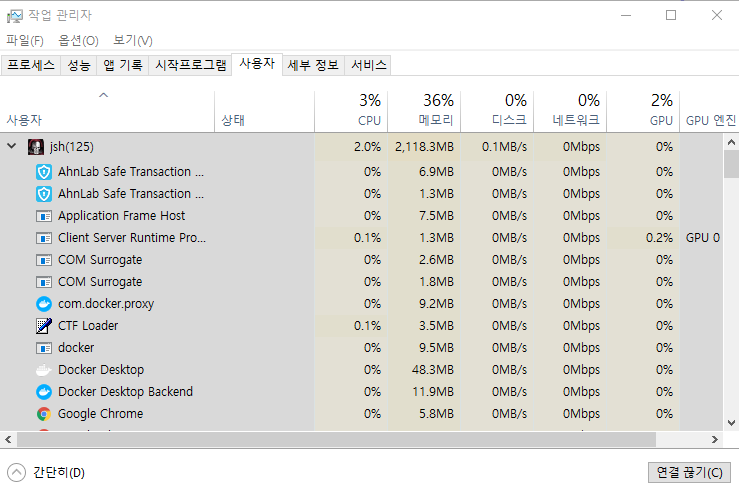 작업 관리자
파일(F) 옵션(O) 보기(V)
프로세스 성능 앱 기록 시작프로그램 사용자 세부 정보 서비스
3% 36% 0% 0% 2%
사용자 상태 CPU 메모리 디스크 네트워크 GPU GPU 엔진
jsh(125) 2.0% 2,118.3MB 0.1MB/s 0Mbps 0%
AhnLab Safe Transaction ... 0% 6.9MB 0MB/s 0Mbps 0%
AhnLab Safe Transaction ... 0% 1.3MB 0MB/s 0Mbps 0%
Application Frame Host 0% 7.5MB 0MB/s 0Mbps 0%
Client Server Runtime Pro... 0.1% 1.3MB 0MB/s 0Mbps 0.2% GPU 0
COM Surrogate 0% 2.6MB 0MB/s 0Mbps 0%
COM Surrogate 0% 1.8MB 0MB/s 0Mbps 0%
com.docker.proxy 0% 9.2MB 0MB/s 0Mbps 0%
CTF Loader 0.1% 3.5MB 0MB/s 0Mbps 0%
docker 0% 9.5MB 0MB/s 0Mbps 0%
Docker Desktop 0% 48.3MB 0MB/s 0Mbps 0%
Docker Desktop Backend 0% 11.9MB 0MB/s 0Mbps 0%
Google Chrome 0% 5.8MB 0MB/s 0Mbps 0%
간단히(D) 연결 끊기(C)